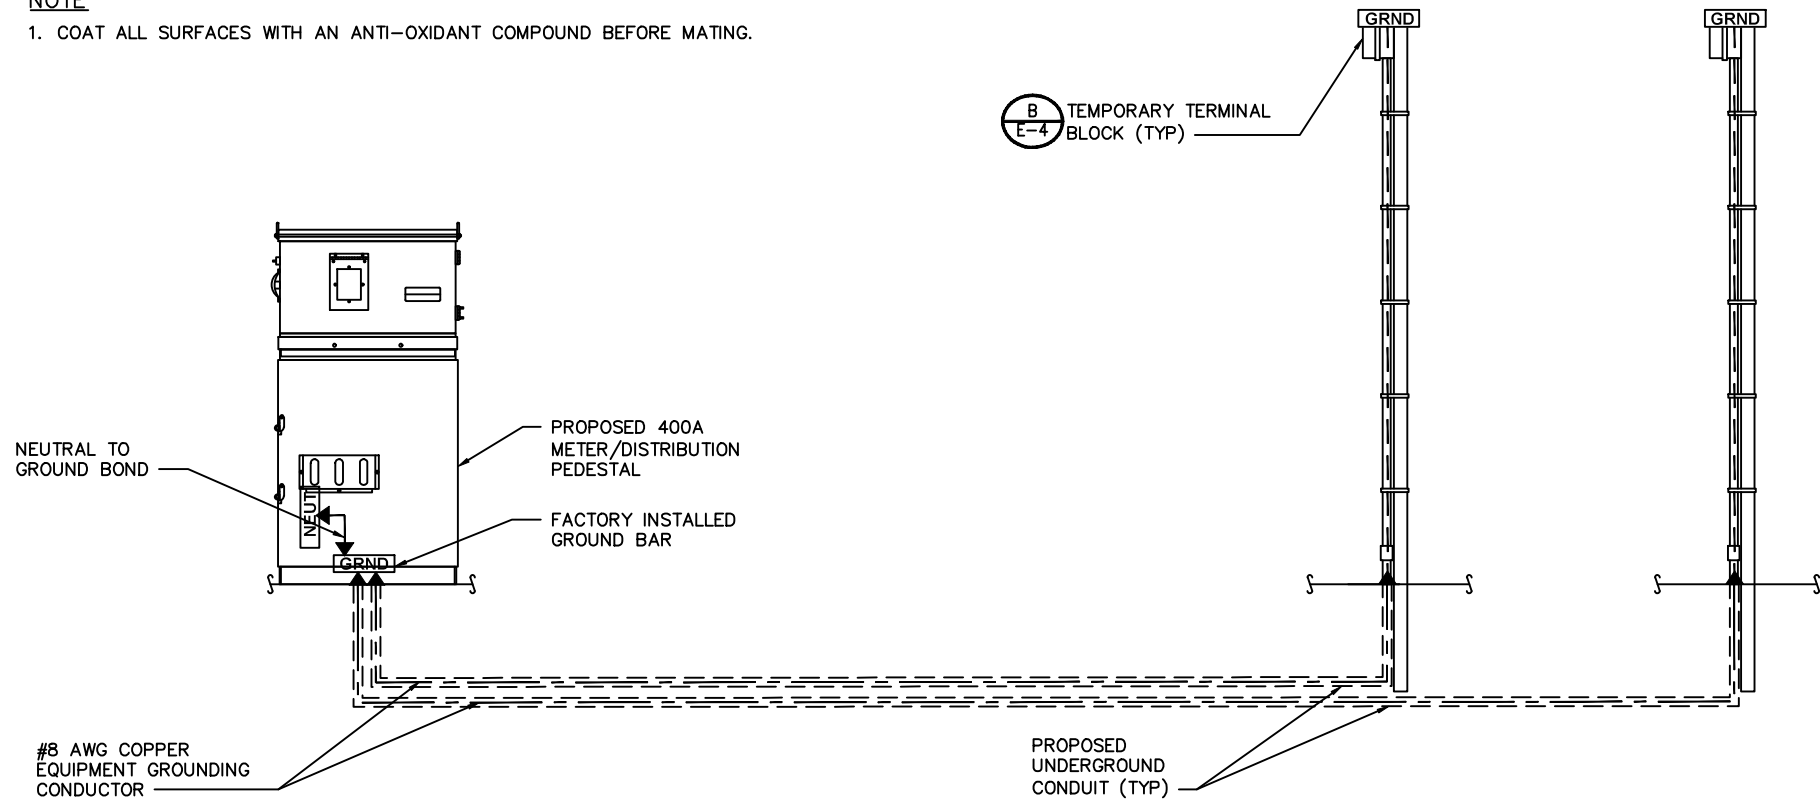 NOTE
1. COAT ALL SURFACES WITH AN ANTI-OXIDANT COMPOUND BEFORE MATING.
GRND
GRND
B
E-4
TEMPORARY TERMINAL
BLOCK (TYP)
NEUTRAL TO
GROUND BOND
PROPOSED 400A
METER/DISTRIBUTION
PEDESTAL
NEUT
FACTORY INSTALLED
GROUND BAR
GRND
#8 AWG COPPER
EQUIPMENT GROUNDING
CONDUCTOR
PROPOSED
UNDERGROUND
CONDUIT (TYP)